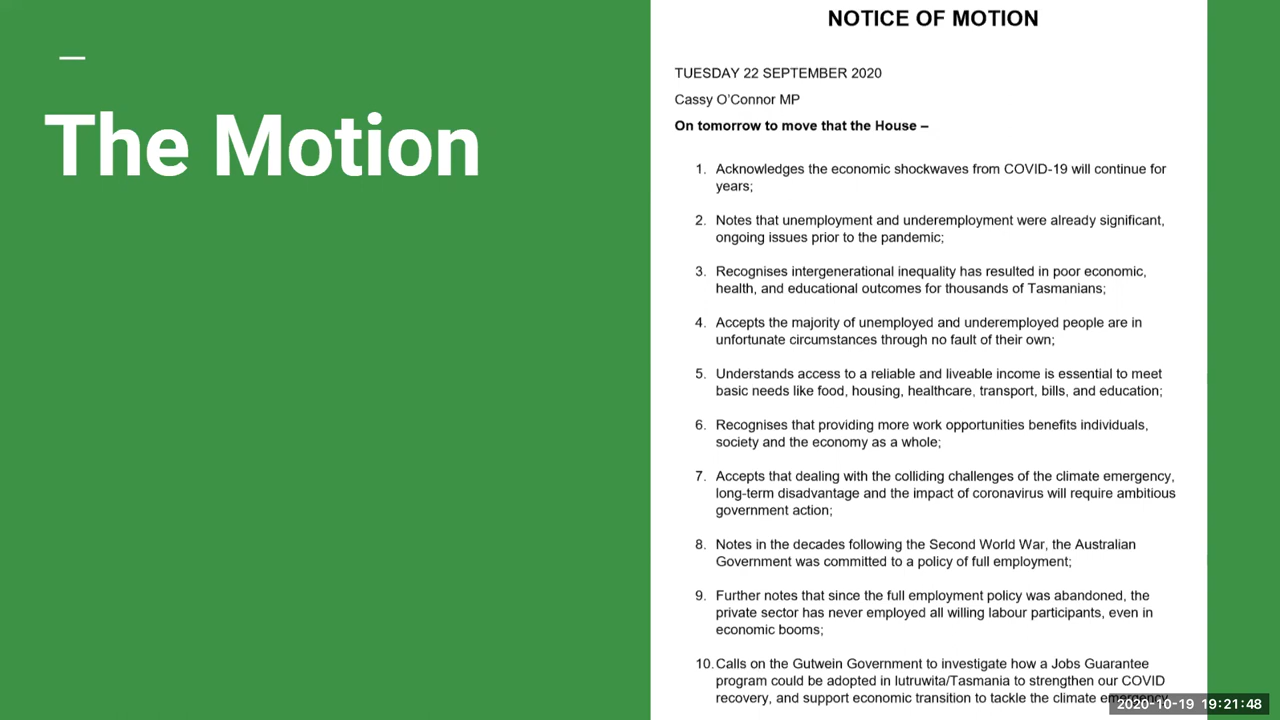 The Motion
NOTICE OF MOTION
TUESDAY 22 SEPTEMBER 2020
Cassy O'Connor MP
On tomorrow to move that the House –
1. Acknowledges the economic shockwaves from COVID-19 will continue for
years;
2. Notes that unemployment and underemployment were already significant,
ongoing issues prior to the pandemic;
3. Recognises intergenerational inequality has resulted in poor economic,
health, and educational outcomes for thousands of Tasmanians;
4. Accepts the majority of unemployed and underemployed people are in
unfortunate circumstances through no fault of their own;
5. Understands access to a reliable and liveable income is essential to meet
basic needs like food, housing, healthcare, transport, bills, and education;
6. Recognises that providing more work opportunities benefits individuals,
society and the economy as a whole;
7. Accepts that dealing with the colliding challenges of the climate emergency,
long-term disadvantage and the impact of coronavirus will require ambitious
government action;
8. Notes in the decades following the Second World War, the Australian
Government was committed to a policy of full employment;
9. Further notes that since the full employment policy was abandoned, the
private sector has never employed all willing labour participants, even in
economic booms;
10. Calls on the Gutwein Government to investigate how a Jobs Guarantee
program could be adopted in lutruwita/Tasmania to strengthen our COVID
recovery, and support economic transition to tackle the climate emergency
2020-10-19 19:21:48